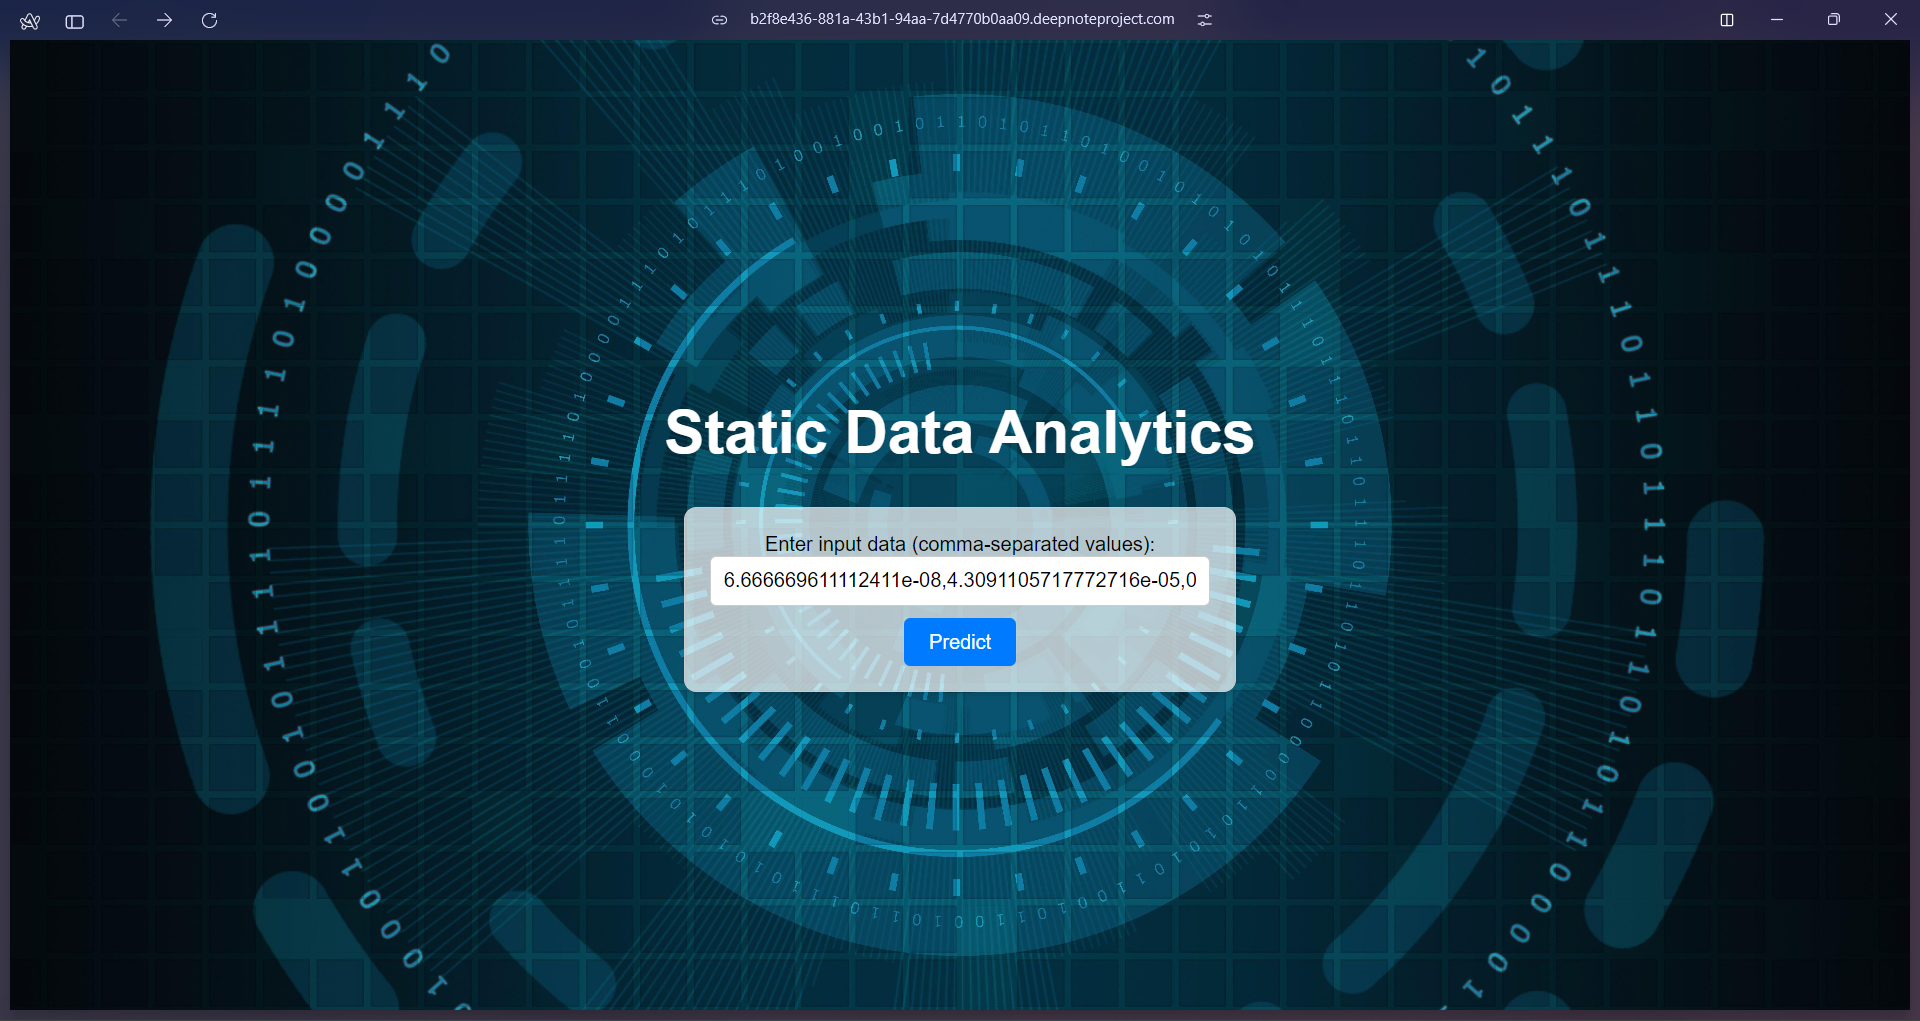 b2f8e436-881a-43b1-94aa-7d4770b0aa09.deepnoteproject.com
Static Data Analytics
Enter input data (comma-separated values):
6.666669611112411e-08,4.3091105717772716e-05,0
Predict